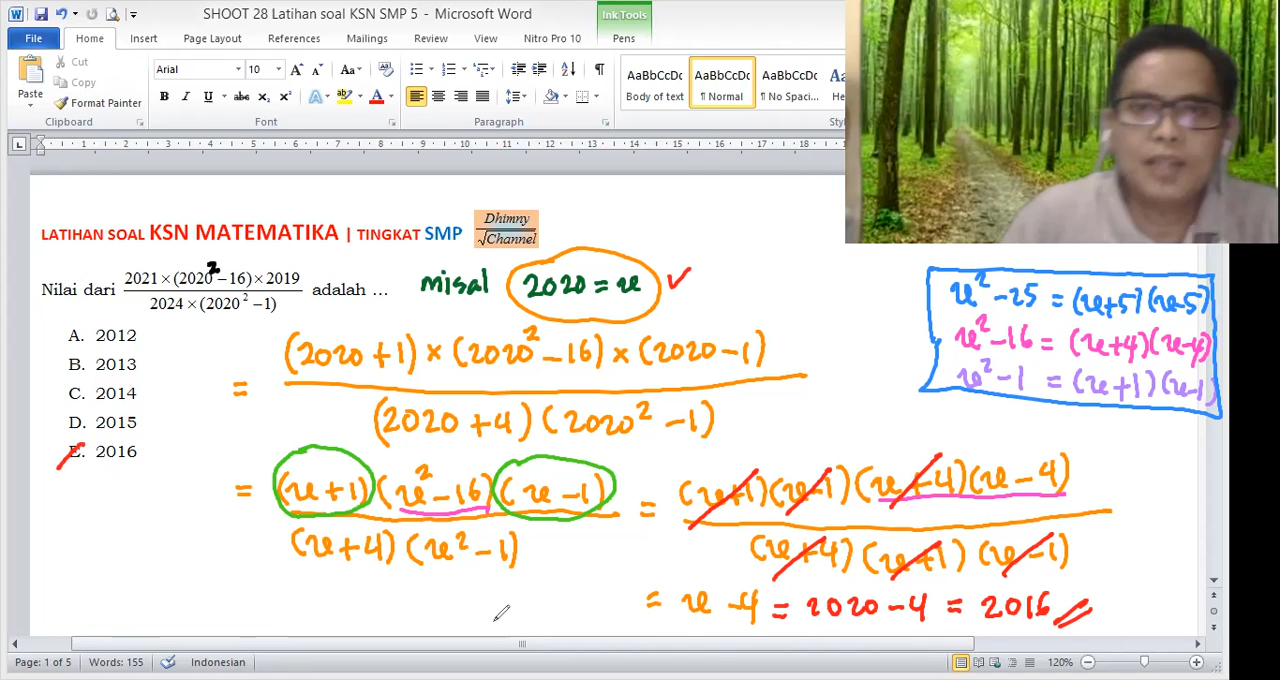 SHOOT 28 Latihan soal KSN SMP 5 - Microsoft Word
Ink Tools
File Home Insert Page Layout References Mailings Review View Nitro Pro 10 Pens
Paste
Cut
Copy
Format Painter
Clipboard
Arial 10
Font
Paragraph
AaBbCcDc Body of text
AaBbCcDc ¶ Normal
AaBbCcDc ¶ No Spaci...
LATIHAN SOAL KSN MATEMATIKA | TINGKAT SMP
Dhimny
√Channel
Nilai dari (2021 × (2020² – 16) × 2019) / (2024 × (2020² – 1)) adalah ...
misal 2020 = x ✓
A. 2012
B. 2013
C. 2014
D. 2015
E. 2016
x² - 25 = (x+5)(x-5)
x² - 16 = (x+4)(x-4)
x² - 1 = (x+1)(x-1)
= ((2020 + 1) × (2020² - 16) × (2020 - 1)) / ((2020 + 4)(2020² - 1))
= ((x+1)(x² - 16)(x - 1)) / ((x+4)(x² - 1)) = ((x+1)(x-1)(x+4)(x-4)) / ((x+4)(x+1)(x-1))
= x - 4 = 2020 - 4 = 2016
Page: 1 of 5 Words: 155 Indonesian 120%